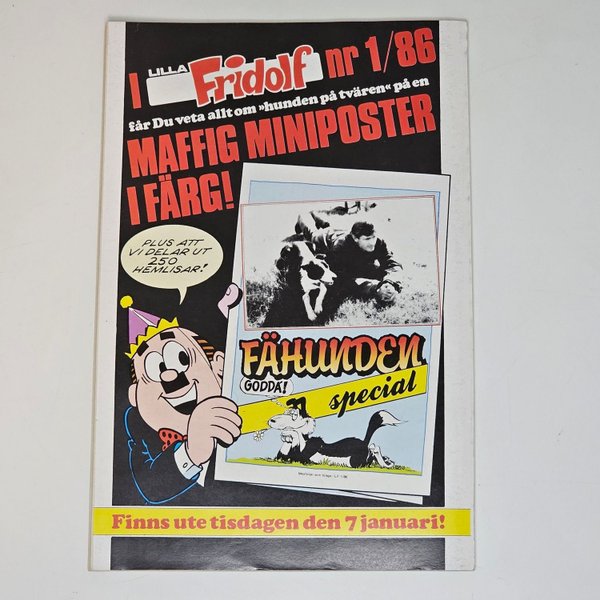 I LILLA Fridolf nr 1/86
får Du veta allt om »hunden på tvären« på en
MAFFIG MINIPOSTER
I FÄRG!
PLUS ATT
VI DELAR UT
250
HEMLISAR!
FÄHUNDEN
GODDA!
special
Finns ute tisdagen den 7 januari!